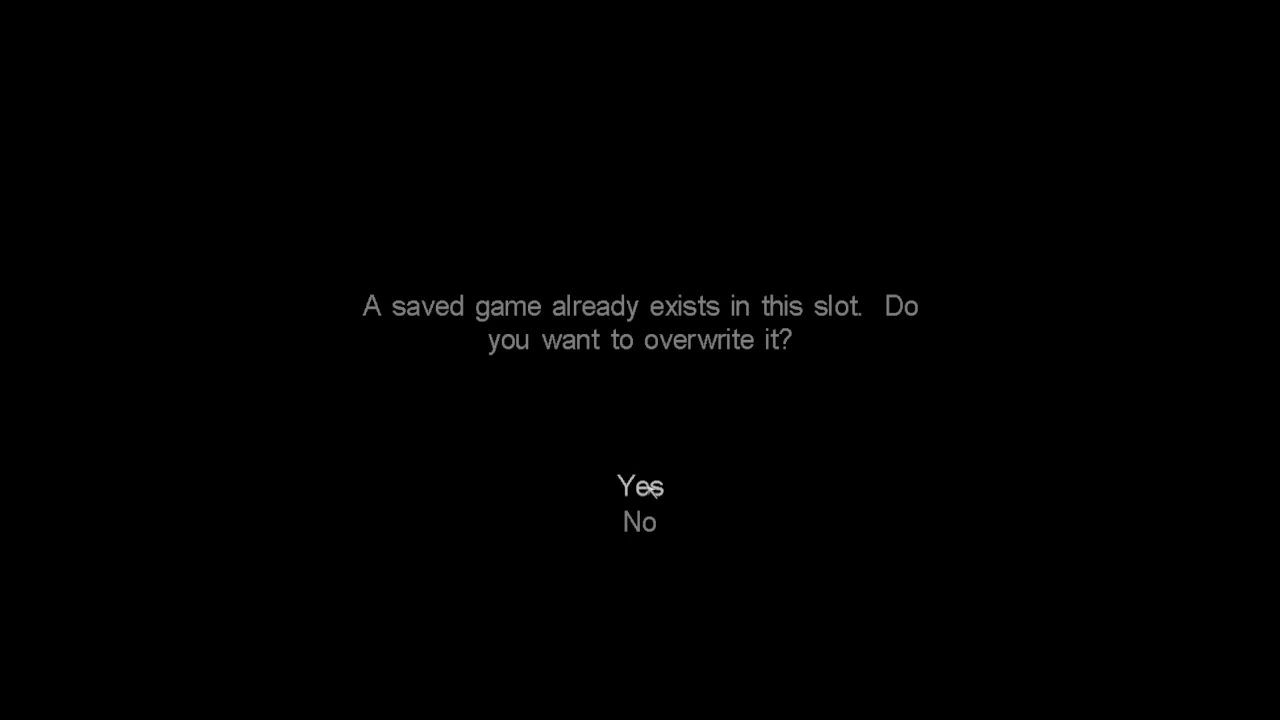 A saved game already exists in this slot.  Do
you want to overwrite it?
Yes
No